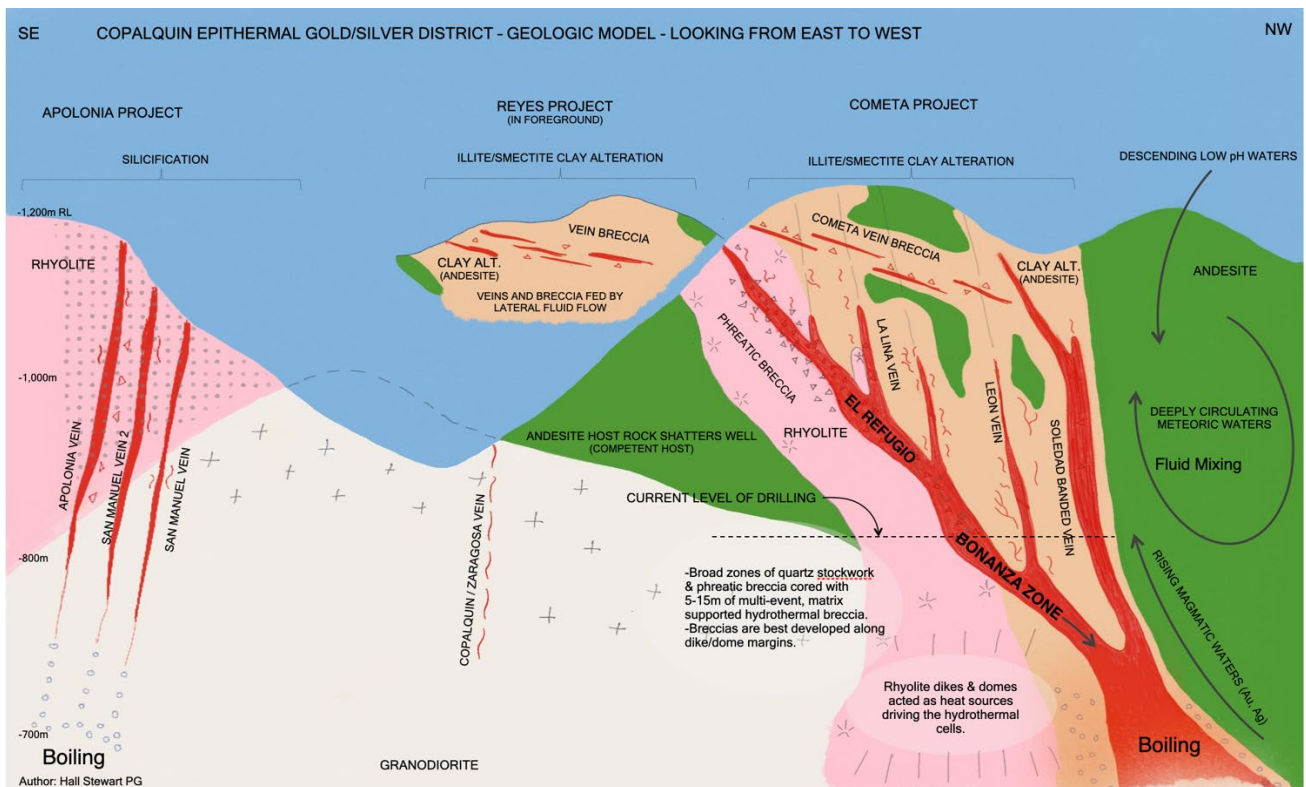 SE
COPALQUIN EPITHERMAL GOLD/SILVER DISTRICT - GEOLOGIC MODEL - LOOKING FROM EAST TO WEST
NW
APOLONIA PROJECT
REYES PROJECT
(IN FOREGROUND)
COMETA PROJECT
SILICIFICATION
ILLITE/SMECTITE CLAY ALTERATION
ILLITE/SMECTITE CLAY ALTERATION
DESCENDING LOW pH WATERS
-1,200m RL
RHYOLITE
VEIN BRECCIA
CLAY ALT.
(ANDESITE)
VEINS AND BRECCIA FED BY
LATERAL FLUID FLOW
COMETA VEIN BRECCIA
CLAY ALT.
(ANDESITE)
ANDESITE
-1,000m
PHREATIC BRECCIA
LA LINA VEIN
EL REFUGIO
RHYOLITE
LEON VEIN
SOLEDAD BANDED VEIN
DEEPLY CIRCULATING
METEORIC WATERS
Fluid Mixing
APOLONIA VEIN
SAN MANUEL VEIN 2
SAN MANUEL VEIN
ANDESITE HOST ROCK SHATTERS WELL
(COMPETENT HOST)
CURRENT LEVEL OF DRILLING
-800m
COPALQUIN / ZARAGOSA VEIN
-Broad zones of quartz stockwork
& phreatic breccia cored with
5-15m of multi-event, matrix
supported hydrothermal breccia.
-Breccias are best developed along
dike/dome margins.
BONANZA ZONE
RISING MAGMATIC WATERS (Au, Ag)
Rhyolite dikes & domes
acted as heat sources
driving the hydrothermal
cells.
-700m
Boiling
Boiling
GRANODIORITE
Author: Hall Stewart PG